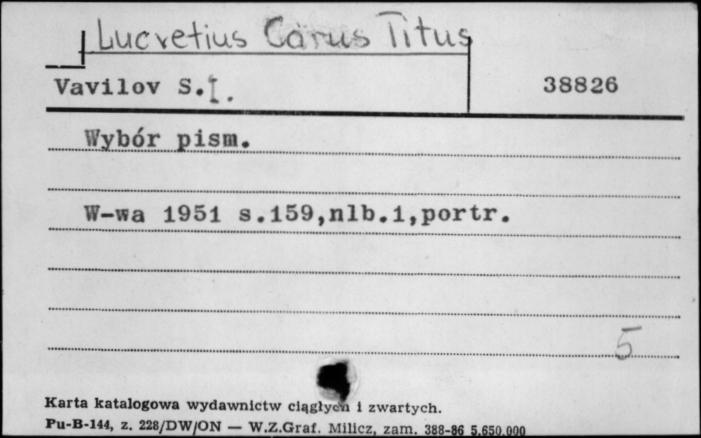 Lucretius Carus Titus
Vavilov S.I. 38826
Wybór pism.
W-wa 1951 s.159,nlb.1,portr.
5
Karta katalogowa wydawnictw ciągłych i zwartych.
Pu-B-144, z. 228/DW/ON — W.Z.Graf. Milicz, zam. 388-86 5.650.000